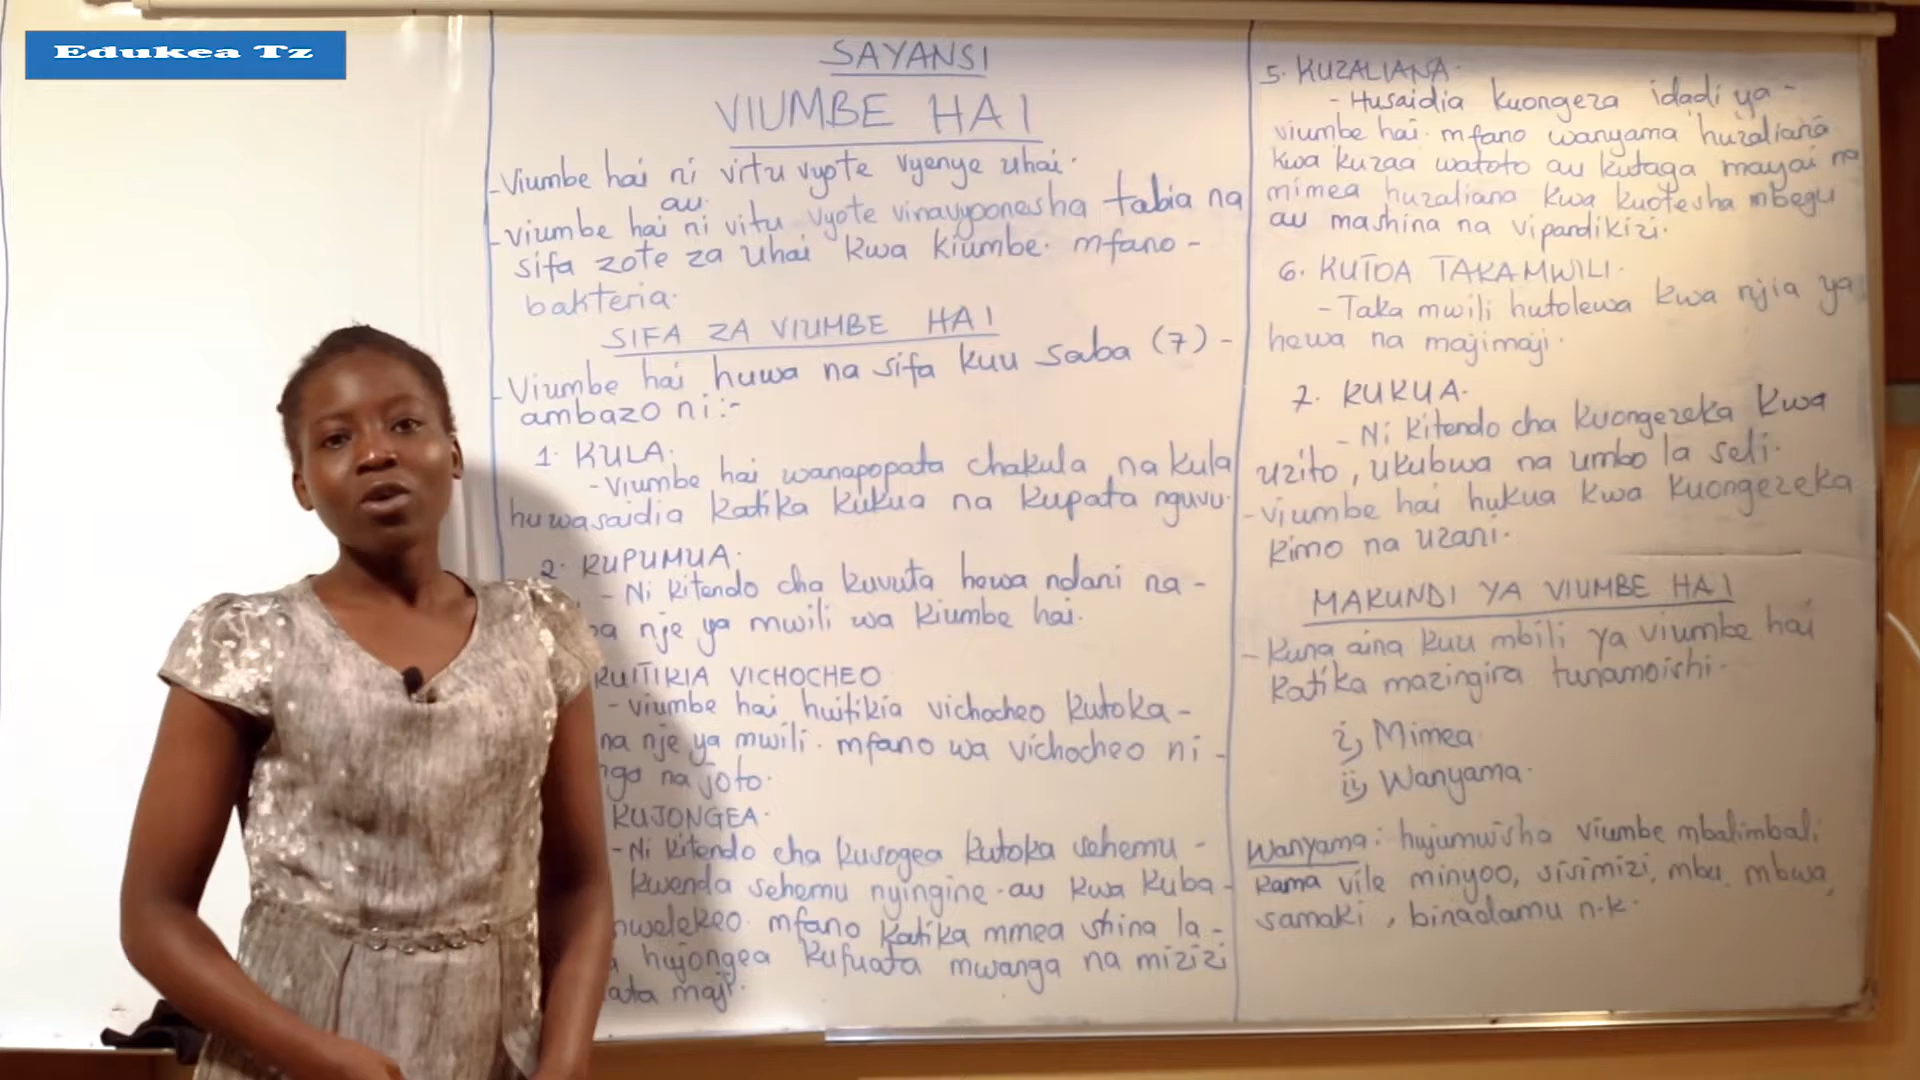 Edukea Tz
SAYANSI
VIUMBE HAI
- Viumbe hai ni virtu vyote vyenye uhai.
au
- viumbe hai ni vitu vyote vinavyoonesha tabia na
sifa zote za uhai kwa kiumbe. mfano -
bakteria.
SIFA ZA VIUMBE HAI
- Viumbe hai huwa na sifa kuu saba (7) -
ambazo ni:-
1. KULA.
- Viumbe hai wanapopata chakula na kula
huwasaidia katika kukua na kupata nguvu.
2. KUPUMUA.
- Ni kitendo cha kuvuta hewa ndani na -
nje ya mwili wa kiumbe hai.
KUITIKIA VICHOCHEO
- viumbe hai huitikia vichocheo kutoka -
na nje ya mwili. mfano wa vichocheo ni -
na joto.
KUJONGEA.
- Ni kitendo cha kusogea kutoka sehemu -
kwenda sehemu nyingine. au kwa kuba -
mwelekeo. mfano katika mmea shina la -
hujongea kufuata mwanga na mizizi
maji.
5. KUZALIANA.
- Husaidia kuongeza idadi ya -
viumbe hai. mfano wanyama huzaliana
kwa kuzaa watoto au kutaga mayai na
mimea huzaliana kwa kuotesha mbegu
au mashina na vipandikizi.
6. KUTOA TAKAMWILI.
- Taka mwili hutolewa kwa njia ya
hewa na majimaji.
7. KUKUA.
- Ni kitendo cha kuongezeka kwa
uzito, ukubwa na umbo la seli.
- viumbe hai hukua kwa kuongezeka
kimo na uzani.
MAKUNDI YA VIUMBE HAI
- Kuna aina kuu mbili ya viumbe hai
katika mazingira tunamoishi.
i, Mimea
ii, Wanyama.
Wanyama: hujumuisha viumbe mbalimbali
kama vile minyoo, sisimizi, mbu, mbwa,
samaki, binadamu n.k.